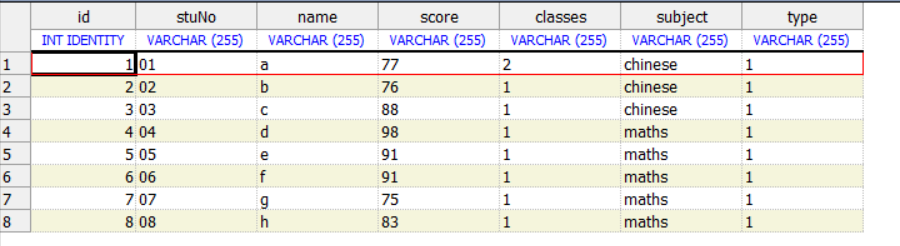 id stuNo name score classes subject type
INT IDENTITY VARCHAR (255) VARCHAR (255) VARCHAR (255) VARCHAR (255) VARCHAR (255) VARCHAR (255)
1 1 01 a 77 2 chinese 1
2 2 02 b 76 1 chinese 1
3 3 03 c 88 1 chinese 1
4 4 04 d 98 1 maths 1
5 5 05 e 91 1 maths 1
6 6 06 f 91 1 maths 1
7 7 07 g 75 1 maths 1
8 8 08 h 83 1 maths 1